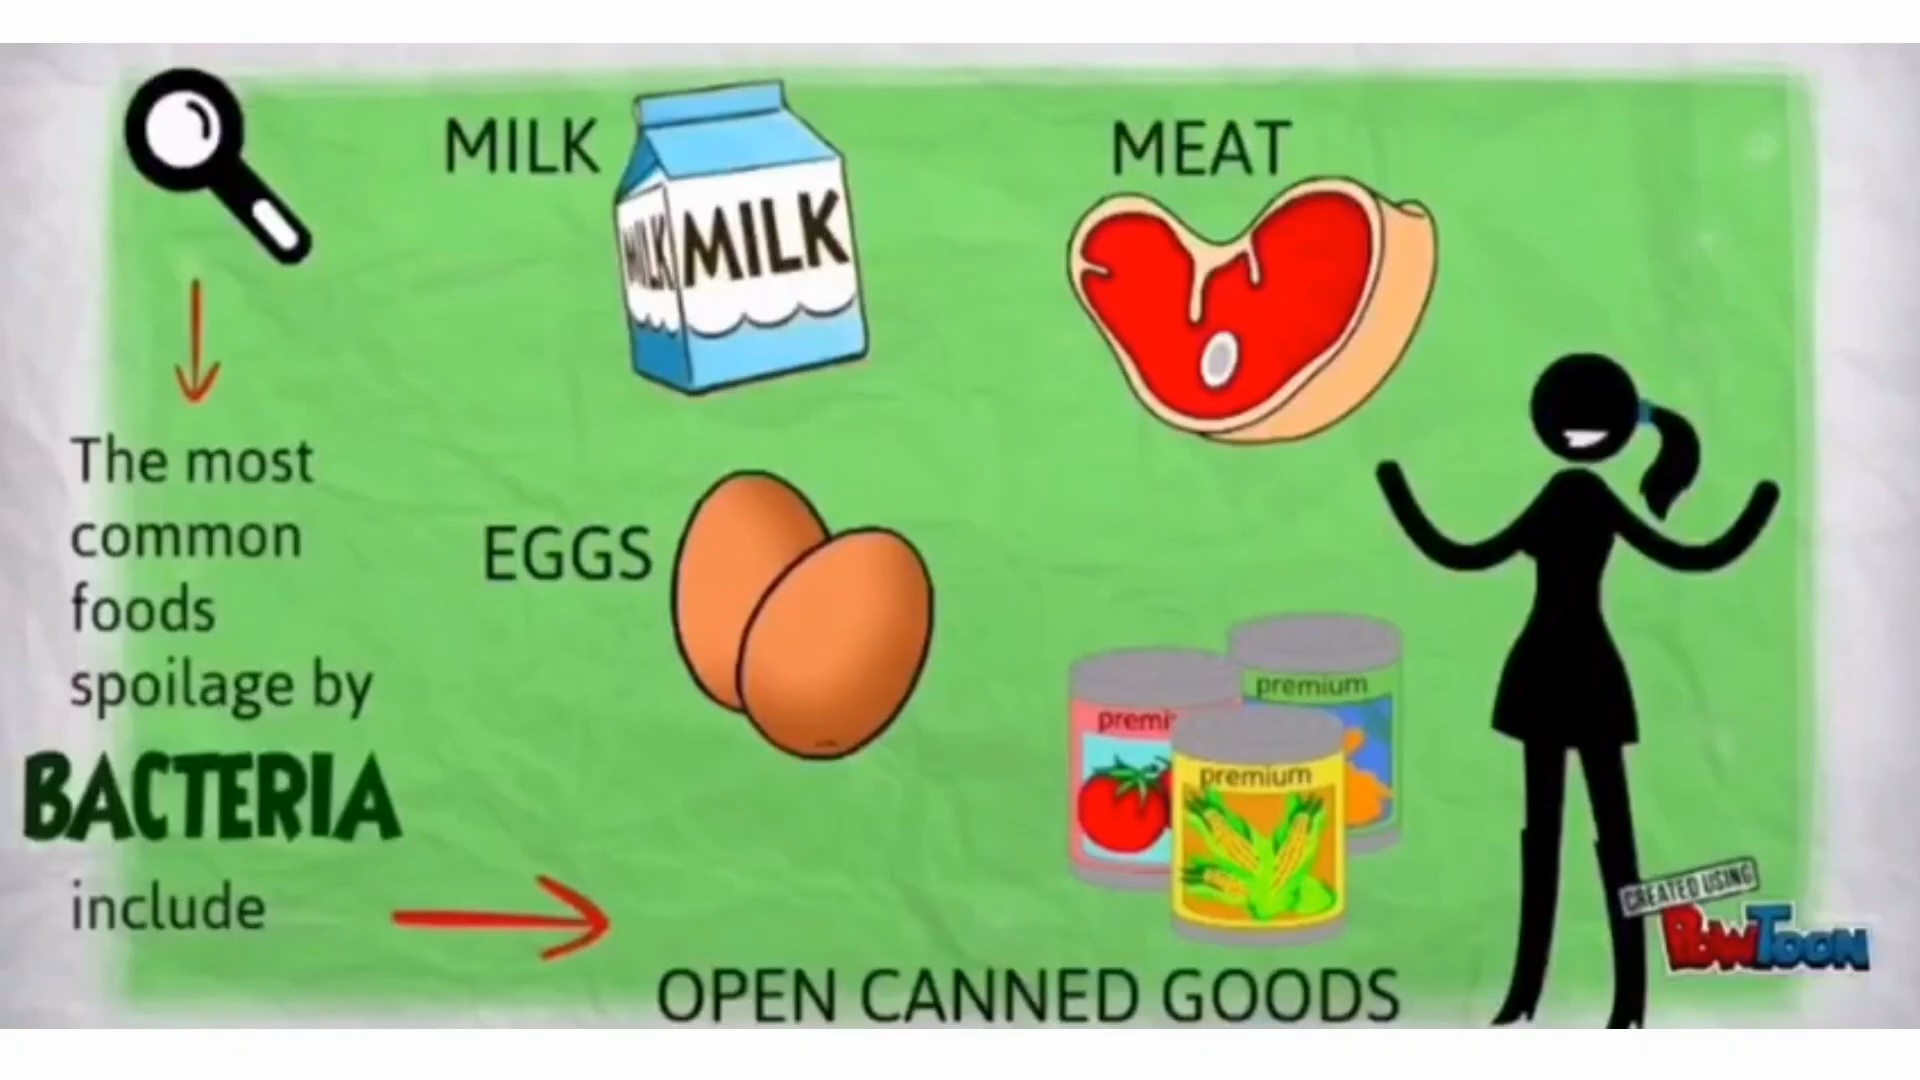 The most
common
foods
spoilage by
BACTERIA
include
MILK
MILK
MILK
MEAT
EGGS
premi
premium
premium
OPEN CANNED GOODS
CREATED USING
POWTOON